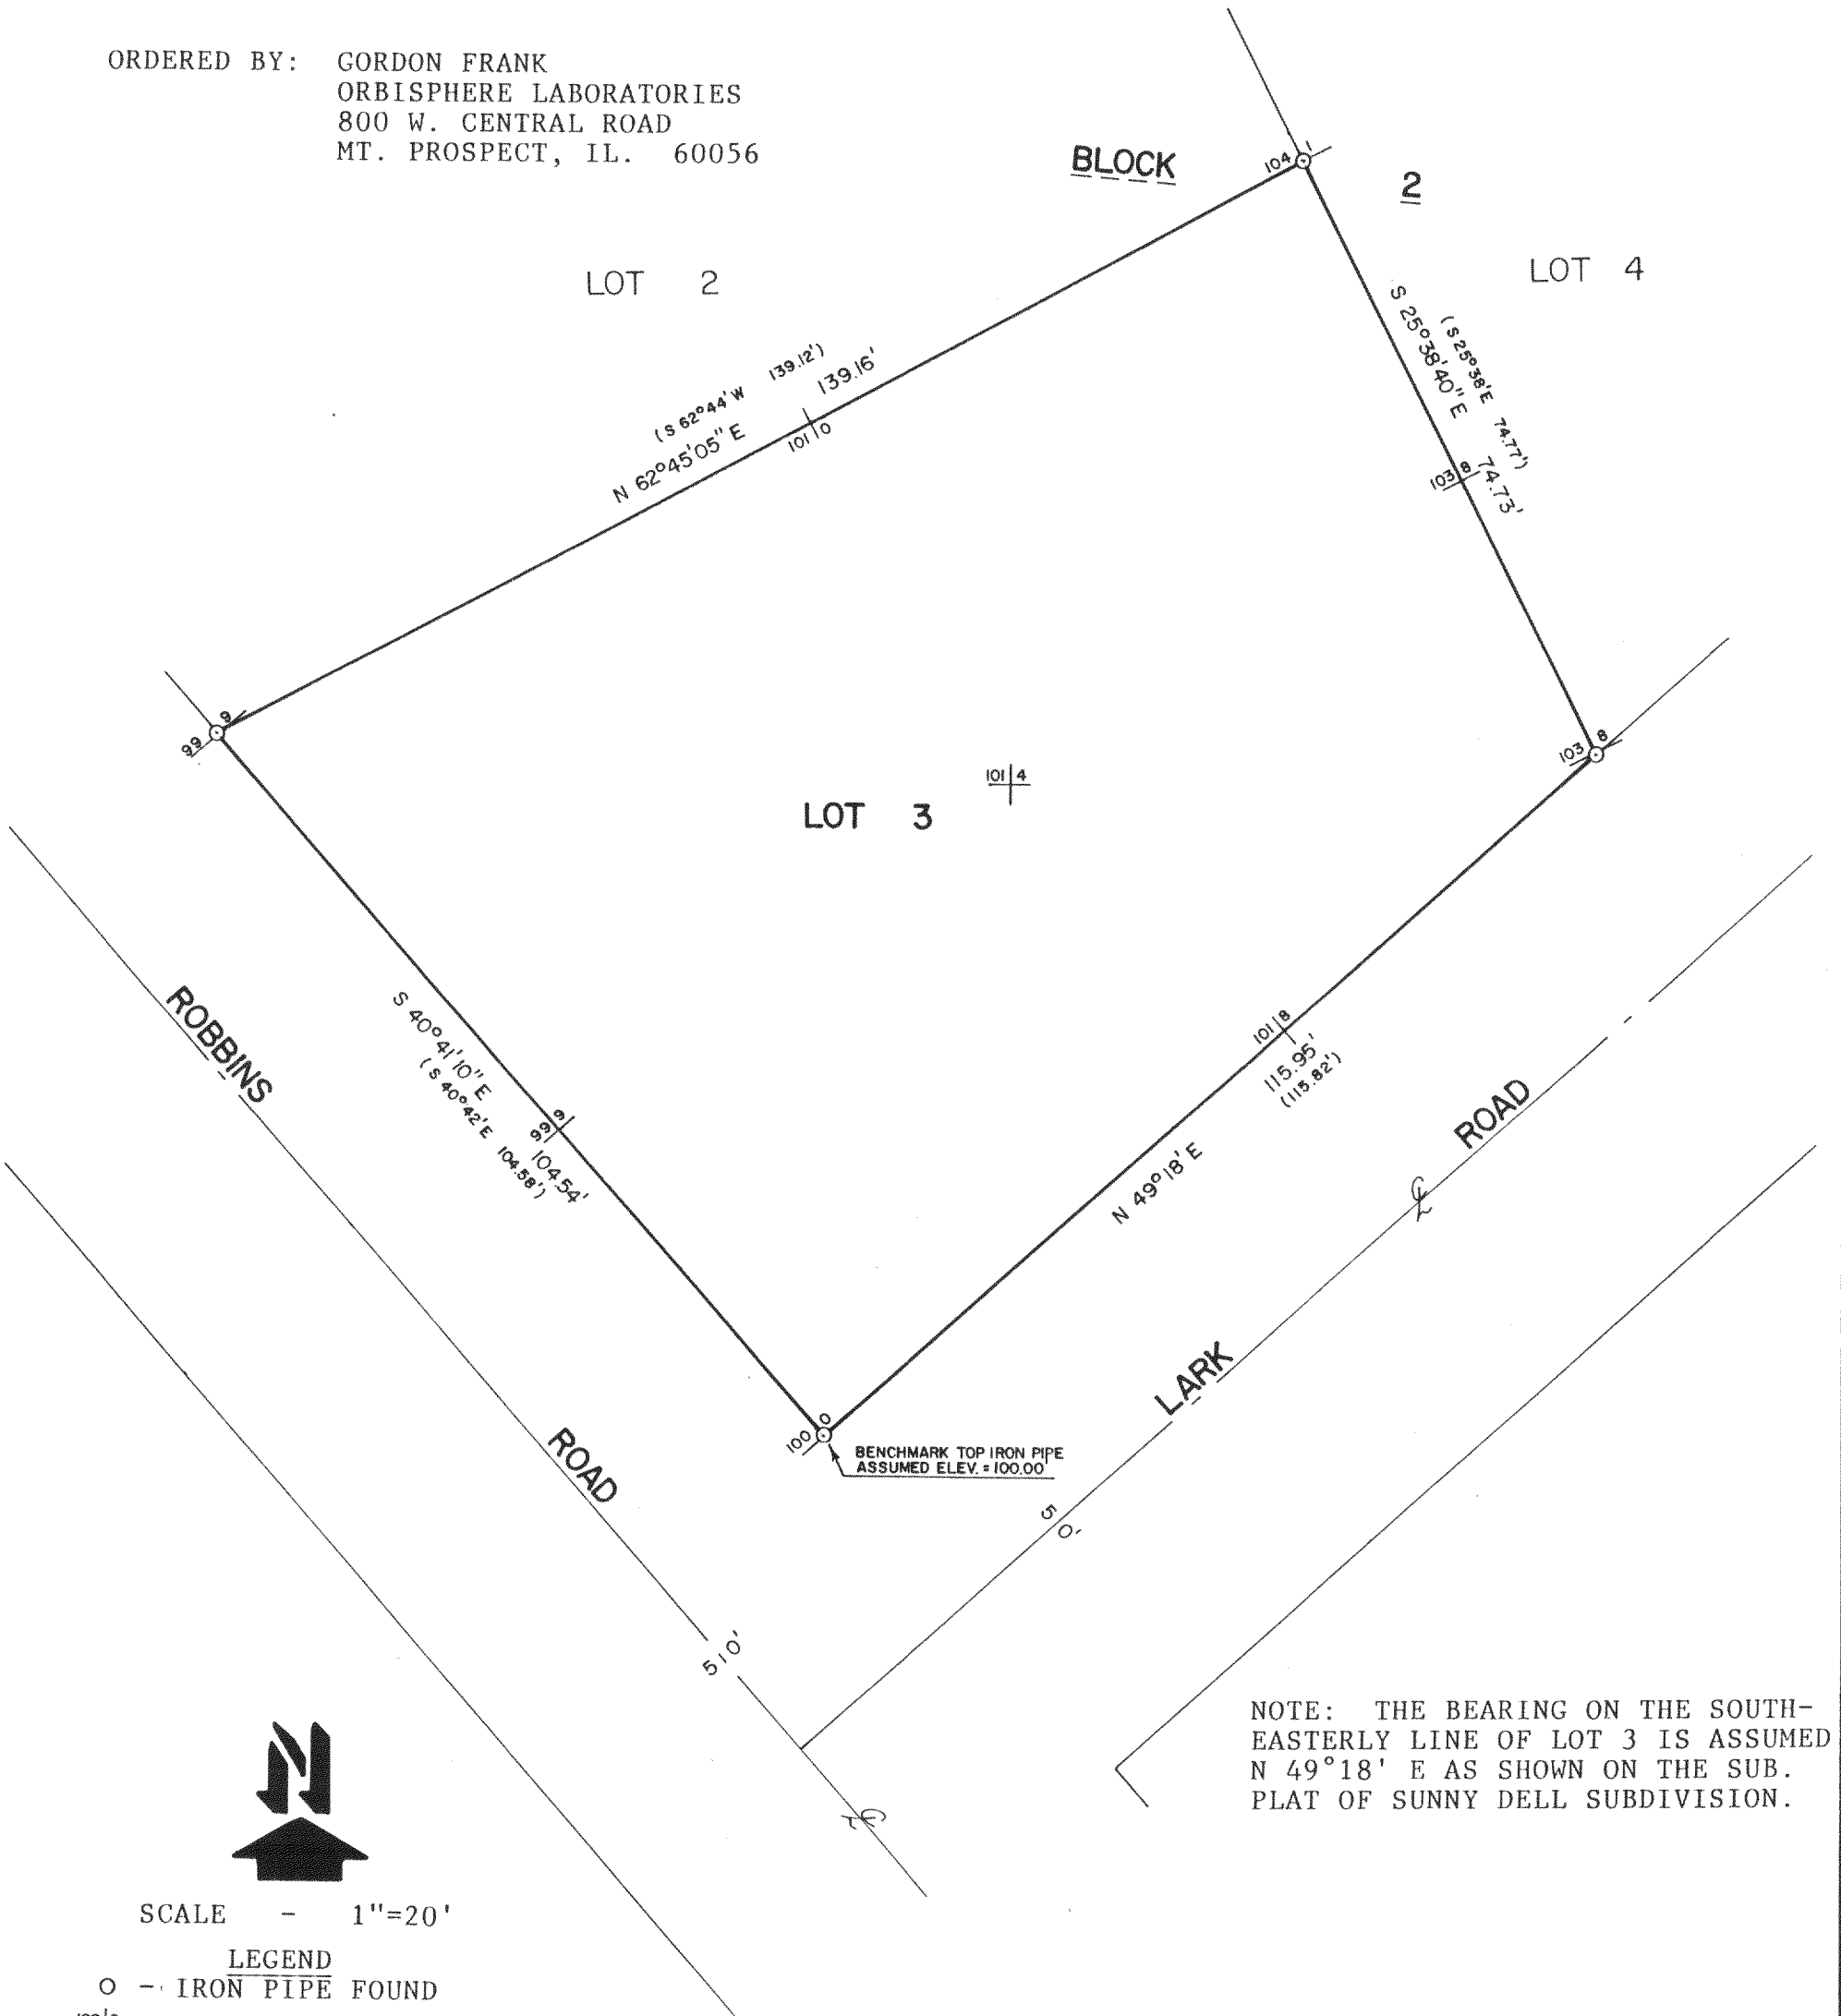 ORDERED BY: GORDON FRANK
ORBISPHERE LABORATORIES
800 W. CENTRAL ROAD
MT. PROSPECT, IL. 60056
BLOCK 2
104 1
LOT 2
LOT 4
(S 62°44'W 139.12')
N 62°45'05" E 139.16'
101 0
(S 25°38'E 74.77')
S 25°38'40" E 74.73'
103 8
99 9
103 8
101 4
LOT 3
S 40°41'10" E 104.54'
(S 40°42'E 104.58')
99 9
101 8
115.95'
(115.82')
N 49°18' E
ROBBINS ROAD
LARK ROAD
100 0
BENCHMARK TOP IRON PIPE
ASSUMED ELEV. = 100.00'
50'
50'
NOTE: THE BEARING ON THE SOUTH-
EASTERLY LINE OF LOT 3 IS ASSUMED
N 49°18' E AS SHOWN ON THE SUB.
PLAT OF SUNNY DELL SUBDIVISION.
N
SCALE - 1"=20'
LEGEND
O - IRON PIPE FOUND